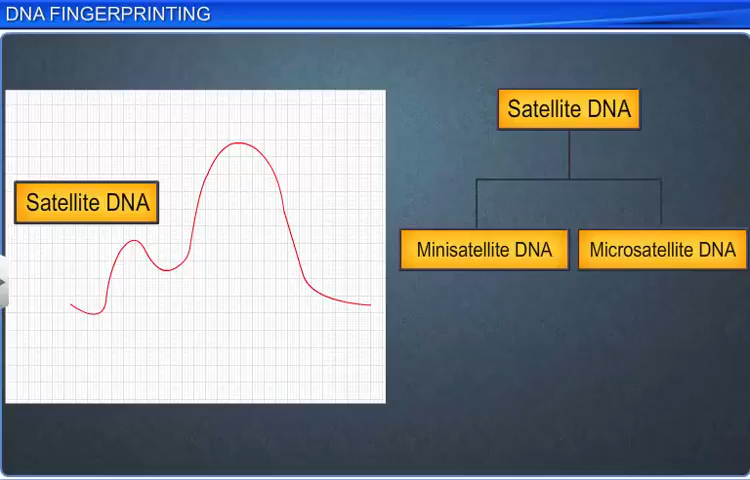 DNA FINGERPRINTING
Satellite DNA
Satellite DNA
Minisatellite DNA
Microsatellite DNA